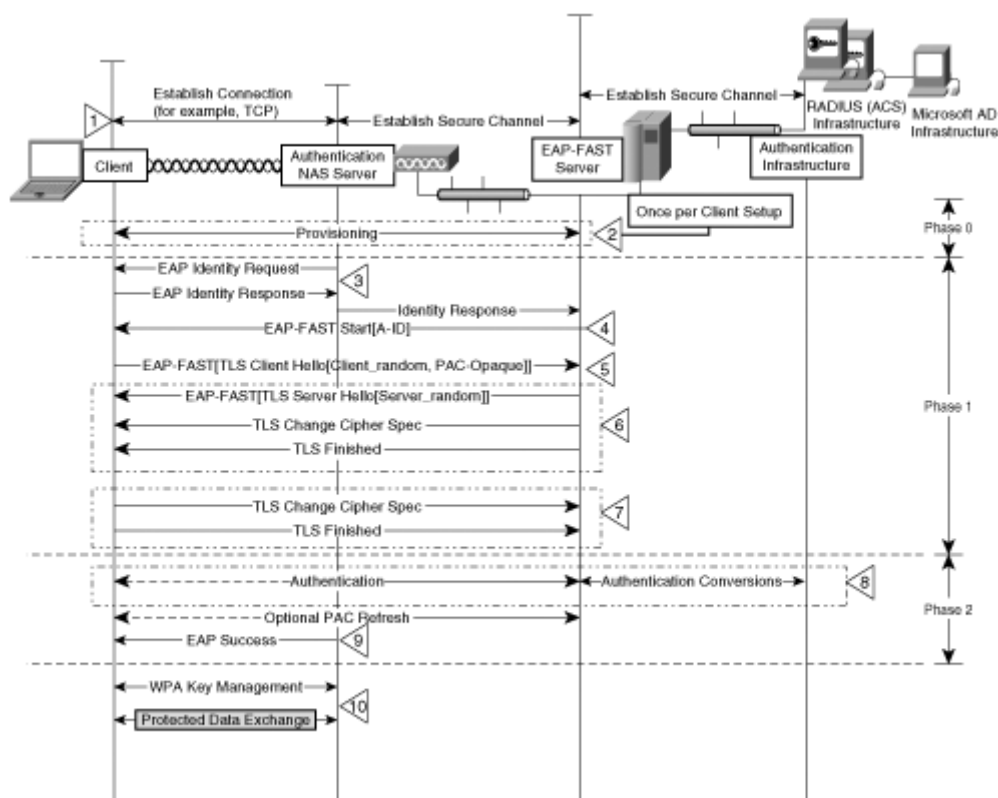 Establish Connection
(for example, TCP)
Establish Secure Channel
Establish Secure Channel
RADIUS (ACS)
Infrastructure
Microsoft AD
Infrastructure
1
Client
Authentication
NAS Server
EAP-FAST
Server
Authentication
Infrastructure
Once per Client Setup
Provisioning
2
Phase 0
EAP Identity Request
3
EAP Identity Response
Identity Response
EAP-FAST Start[A-ID]
4
EAP-FAST[TLS Client Hello[Client_random, PAC-Opaque]]
5
EAP-FAST[TLS Server Hello[Server_random]]
Phase 1
TLS Change Cipher Spec
6
TLS Finished
TLS Change Cipher Spec
7
TLS Finished
Authentication
Authentication Conversions
8
Phase 2
Optional PAC Refresh
EAP Success
9
WPA Key Management
10
Protected Data Exchange